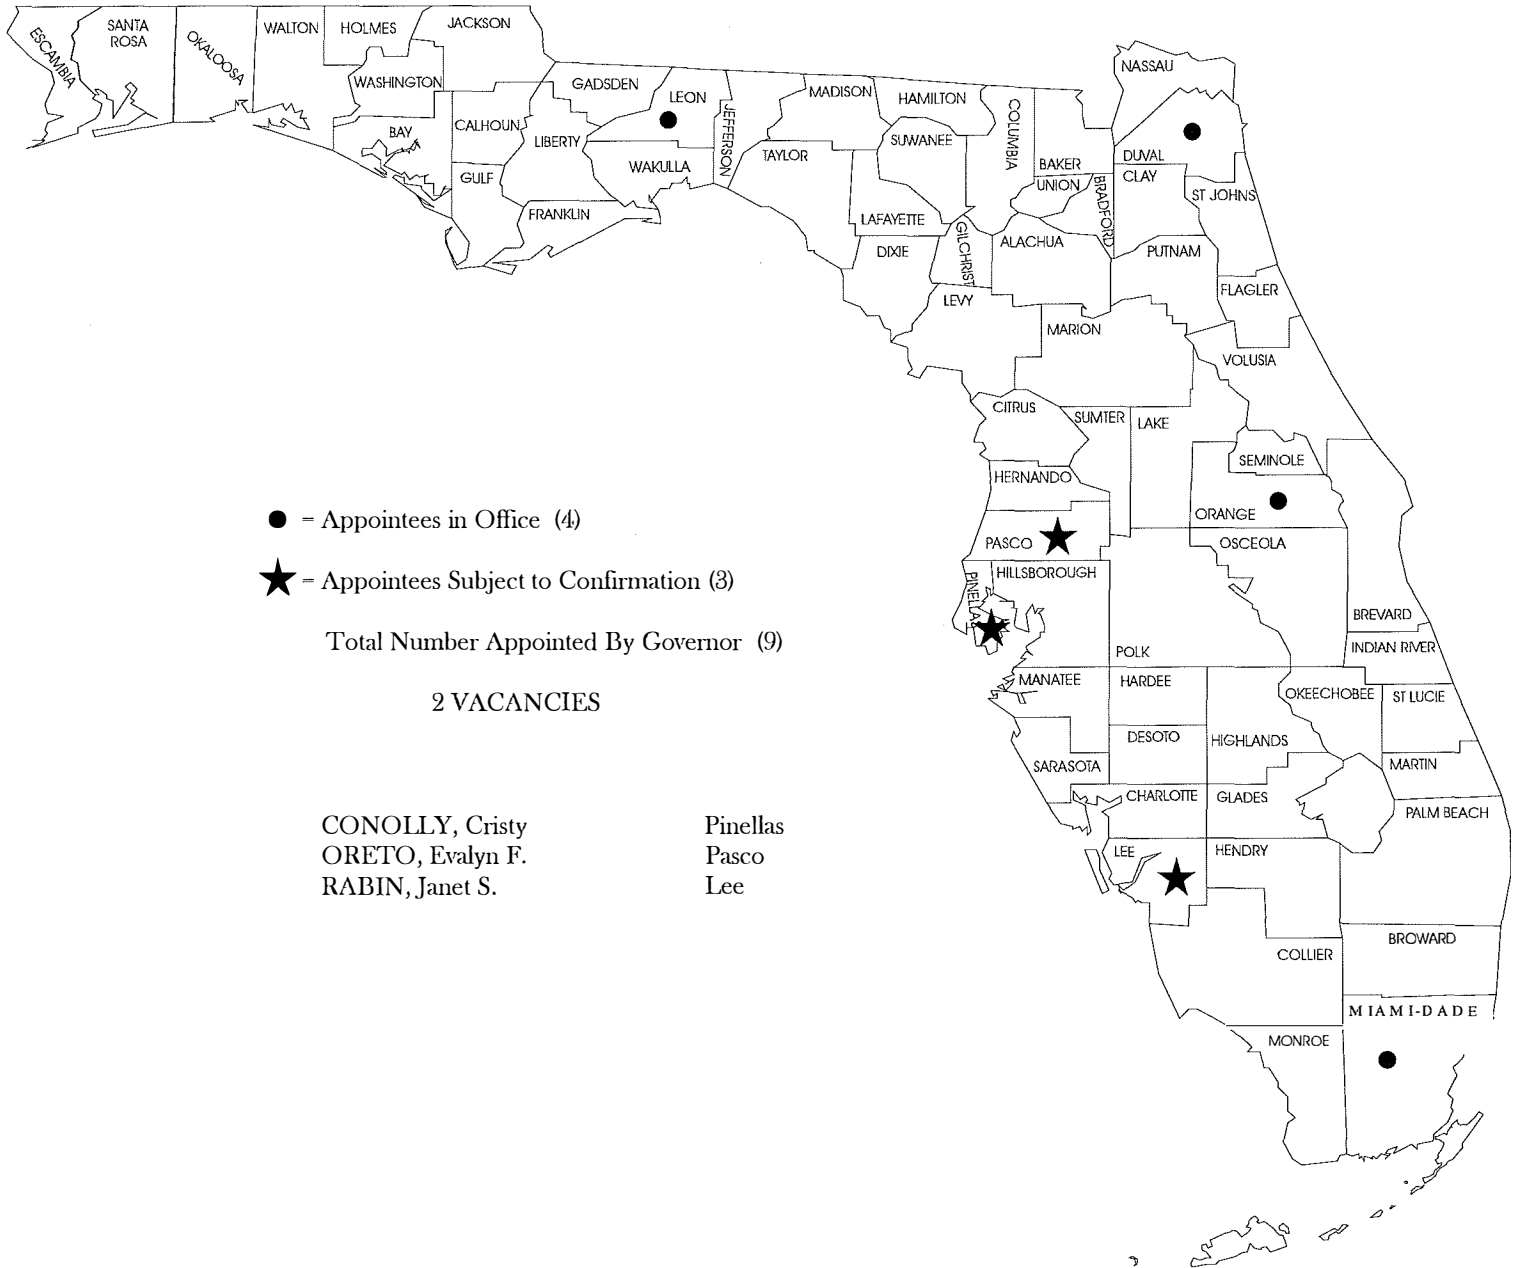 ESCAMBIA
SANTA
ROSA
OKALOOSA
WALTON
HOLMES
JACKSON
WASHINGTON
BAY
CALHOUN
GULF
GADSDEN
LIBERTY
FRANKLIN
LEON
WAKULLA
JEFFERSON
MADISON
TAYLOR
HAMILTON
SUWANEE
LAFAYETTE
DIXIE
COLUMBIA
GILCHRIST
LEVY
BAKER
UNION
BRADFORD
ALACHUA
NASSAU
DUVAL
CLAY
ST JOHNS
PUTNAM
FLAGLER
MARION
VOLUSIA
CITRUS
SUMTER
LAKE
SEMINOLE
HERNANDO
ORANGE
PASCO
OSCEOLA
HILLSBOROUGH
PINELLAS
BREVARD
POLK
INDIAN RIVER
MANATEE
HARDEE
OKEECHOBEE
ST LUCIE
DESOTO
HIGHLANDS
SARASOTA
MARTIN
CHARLOTTE
GLADES
PALM BEACH
LEE
HENDRY
BROWARD
COLLIER
MIAMI-DADE
MONROE
= Appointees in Office (4)
= Appointees Subject to Confirmation (3)
Total Number Appointed By Governor (9)
2 VACANCIES
CONOLLY, Cristy Pinellas
ORETO, Evalyn F. Pasco
RABIN, Janet S. Lee